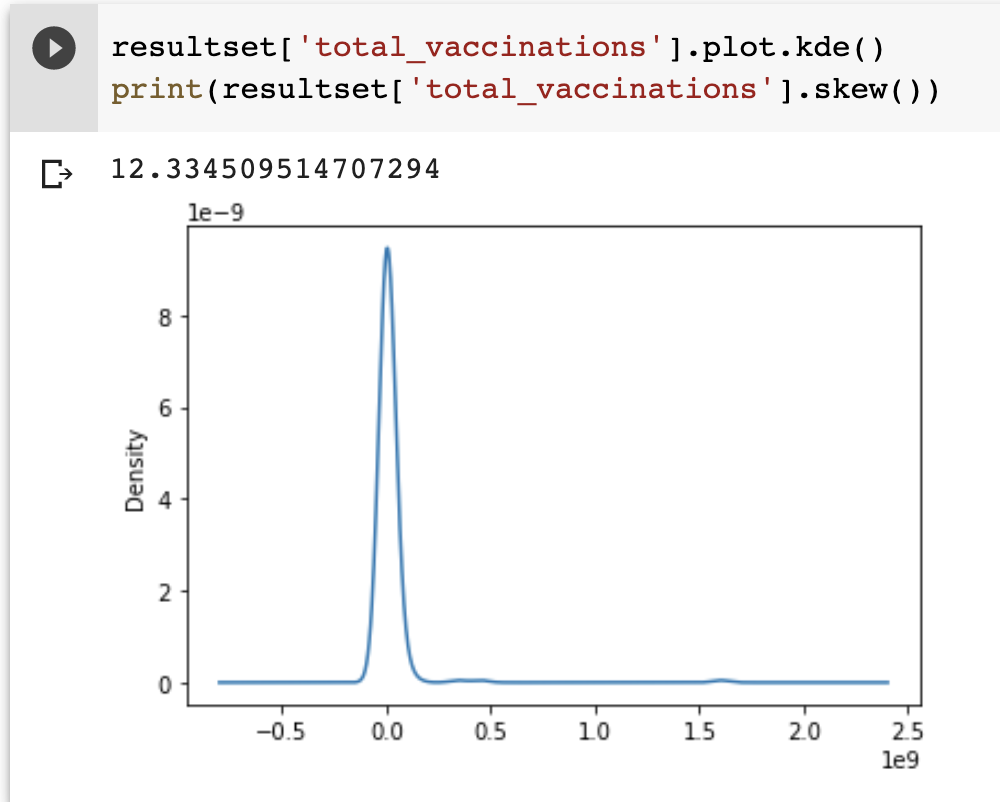 resultset['total_vaccinations'].plot.kde()
print(resultset['total_vaccinations'].skew())
12.334509514707294
1e−9
8
6
4
2
0
Density
−0.5 0.0 0.5 1.0 1.5 2.0 2.5
1e9